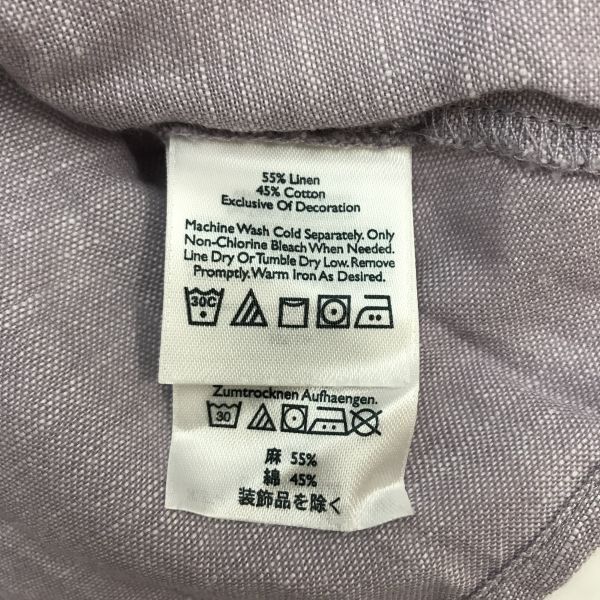 55% Linen
45% Cotton
Exclusive Of Decoration
Machine Wash Cold Separately. Only
Non-Chlorine Bleach When Needed.
Line Dry Or Tumble Dry Low. Remove
Promptly. Warm Iron As Desired.
30C
Zumtrocknen Aufhaengen.
30
麻 55%
綿 45%
装飾品を除く